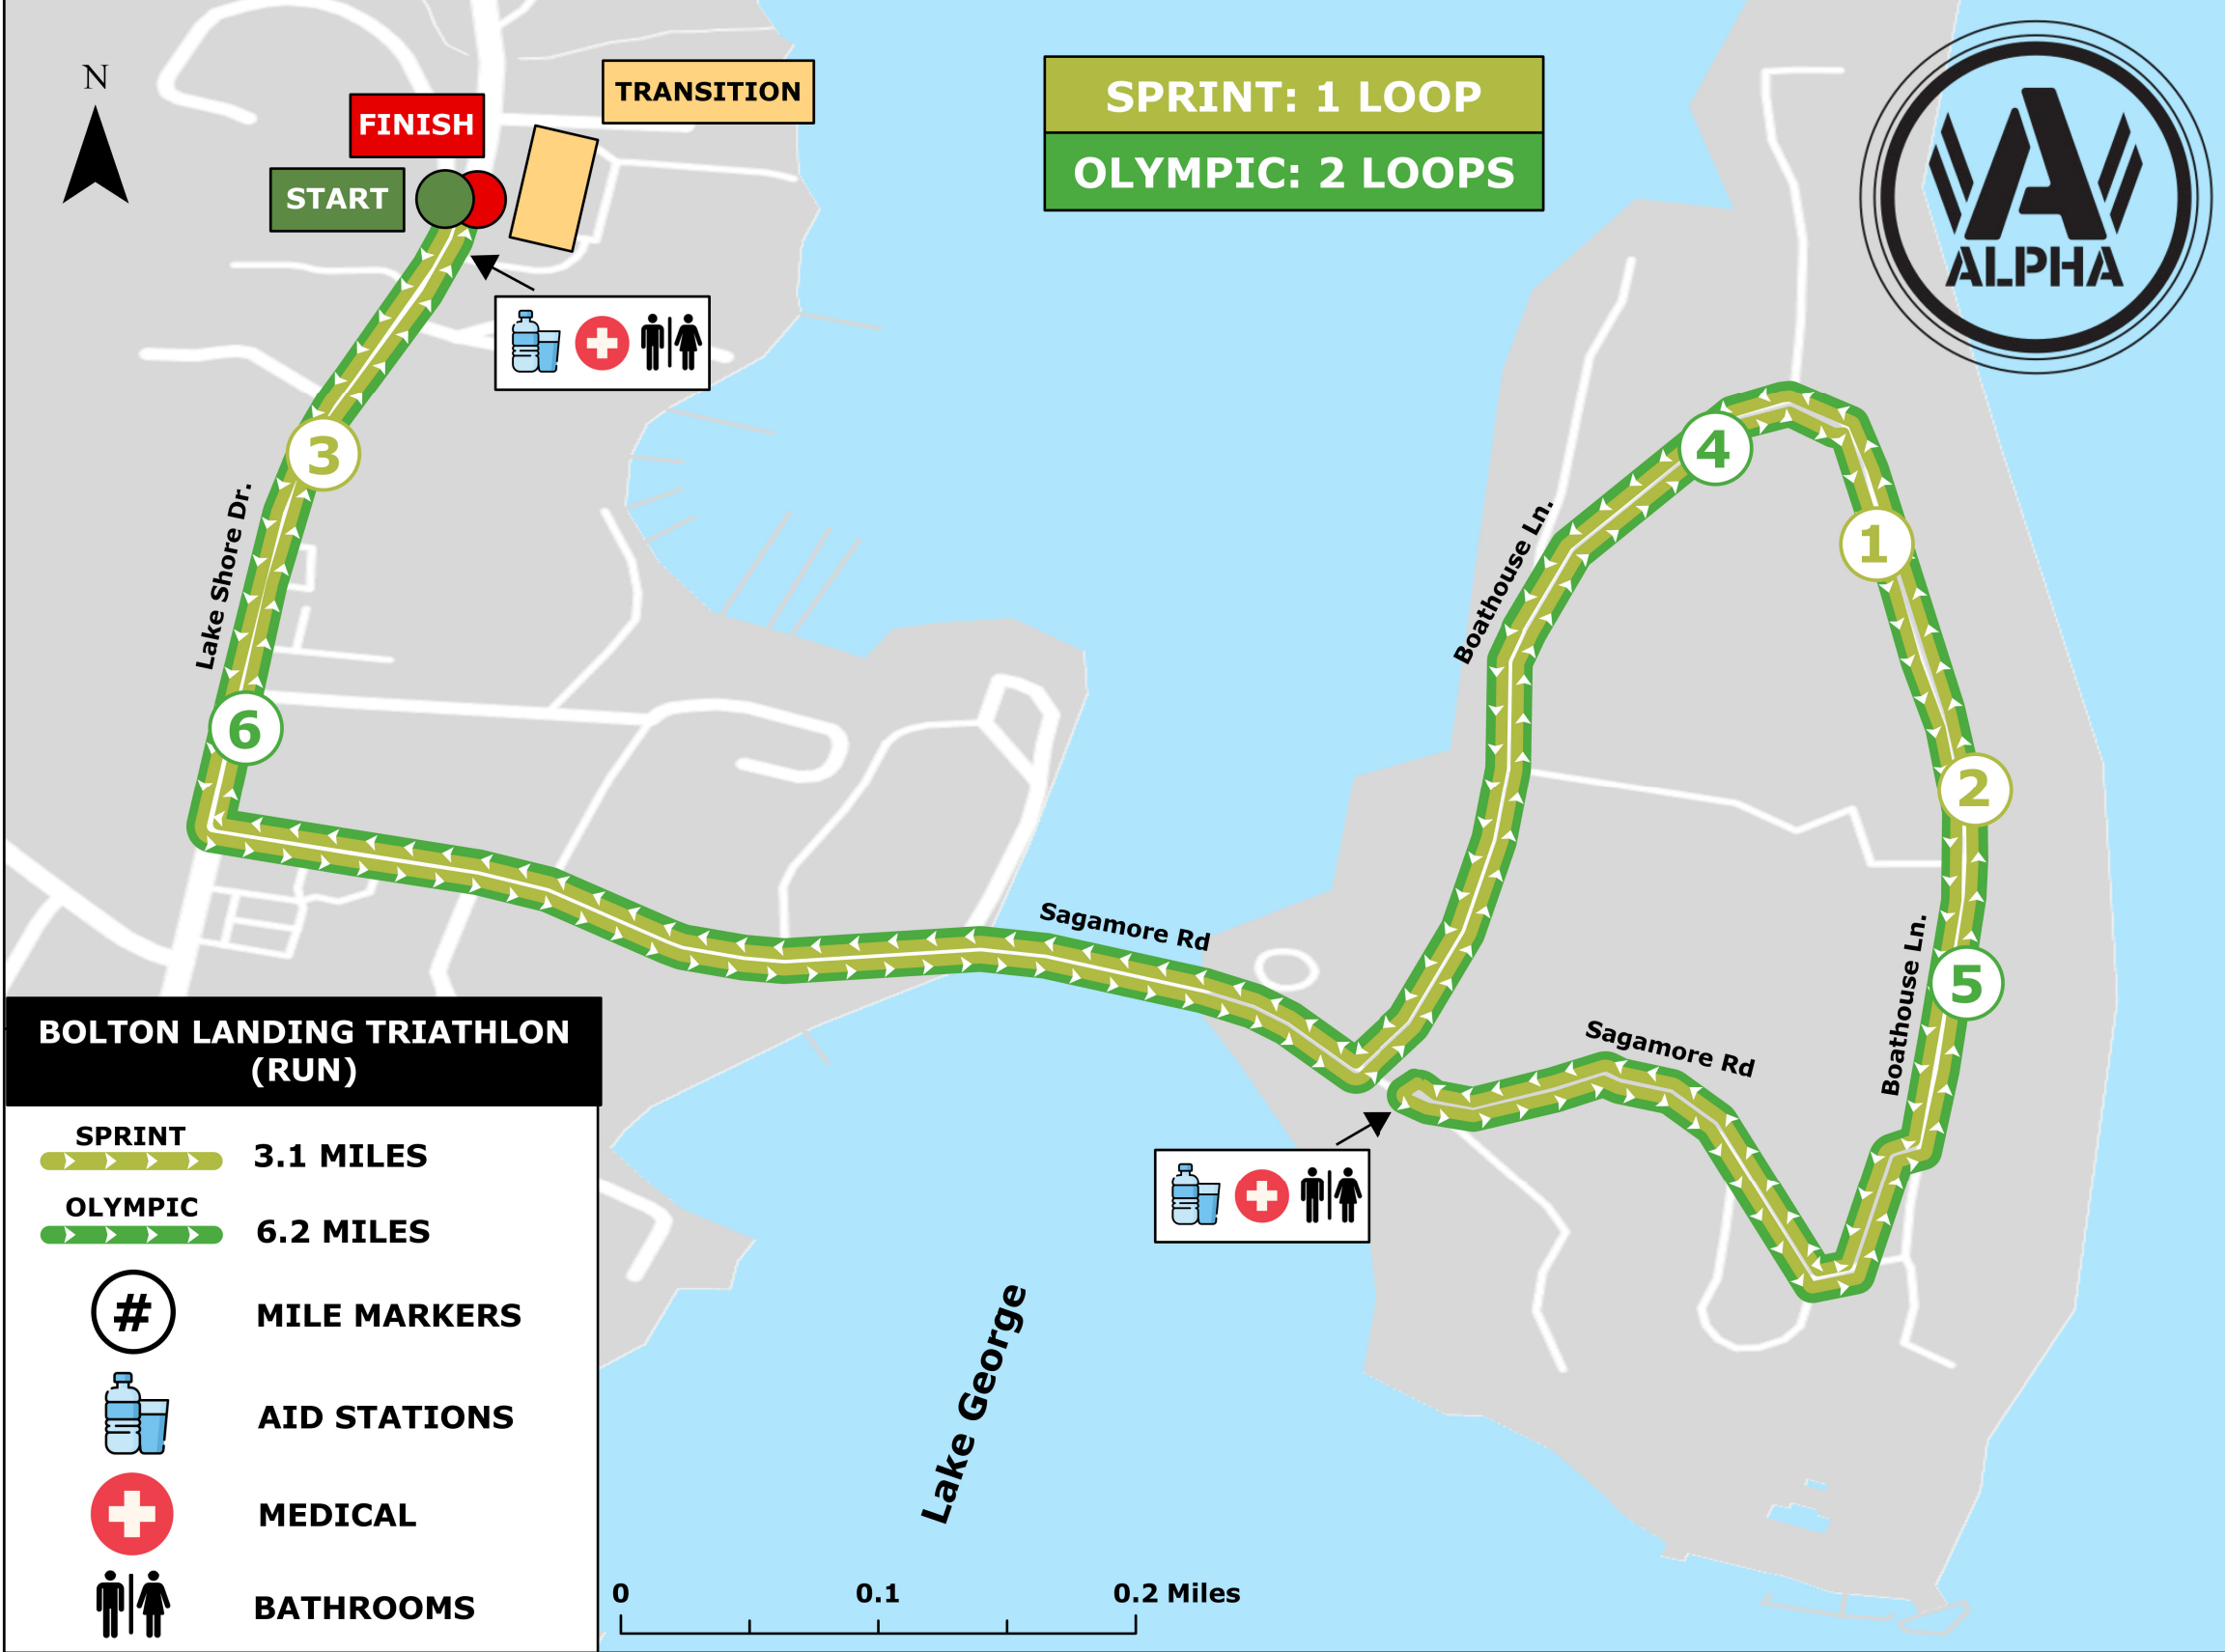 N
TRANSITION
FINISH
START
SPRINT: 1 LOOP
OLYMPIC: 2 LOOPS
A
ALPHA
3
4
1
Lake Shore Dr.
Boathouse Ln.
6
2
Sagamore Rd
5
Boathouse Ln.
Sagamore Rd
BOLTON LANDING TRIATHLON
(RUN)
SPRINT
3.1 MILES
OLYMPIC
6.2 MILES
#
MILE MARKERS
AID STATIONS
MEDICAL
BATHROOMS
Lake George
0 0.1 0.2 Miles